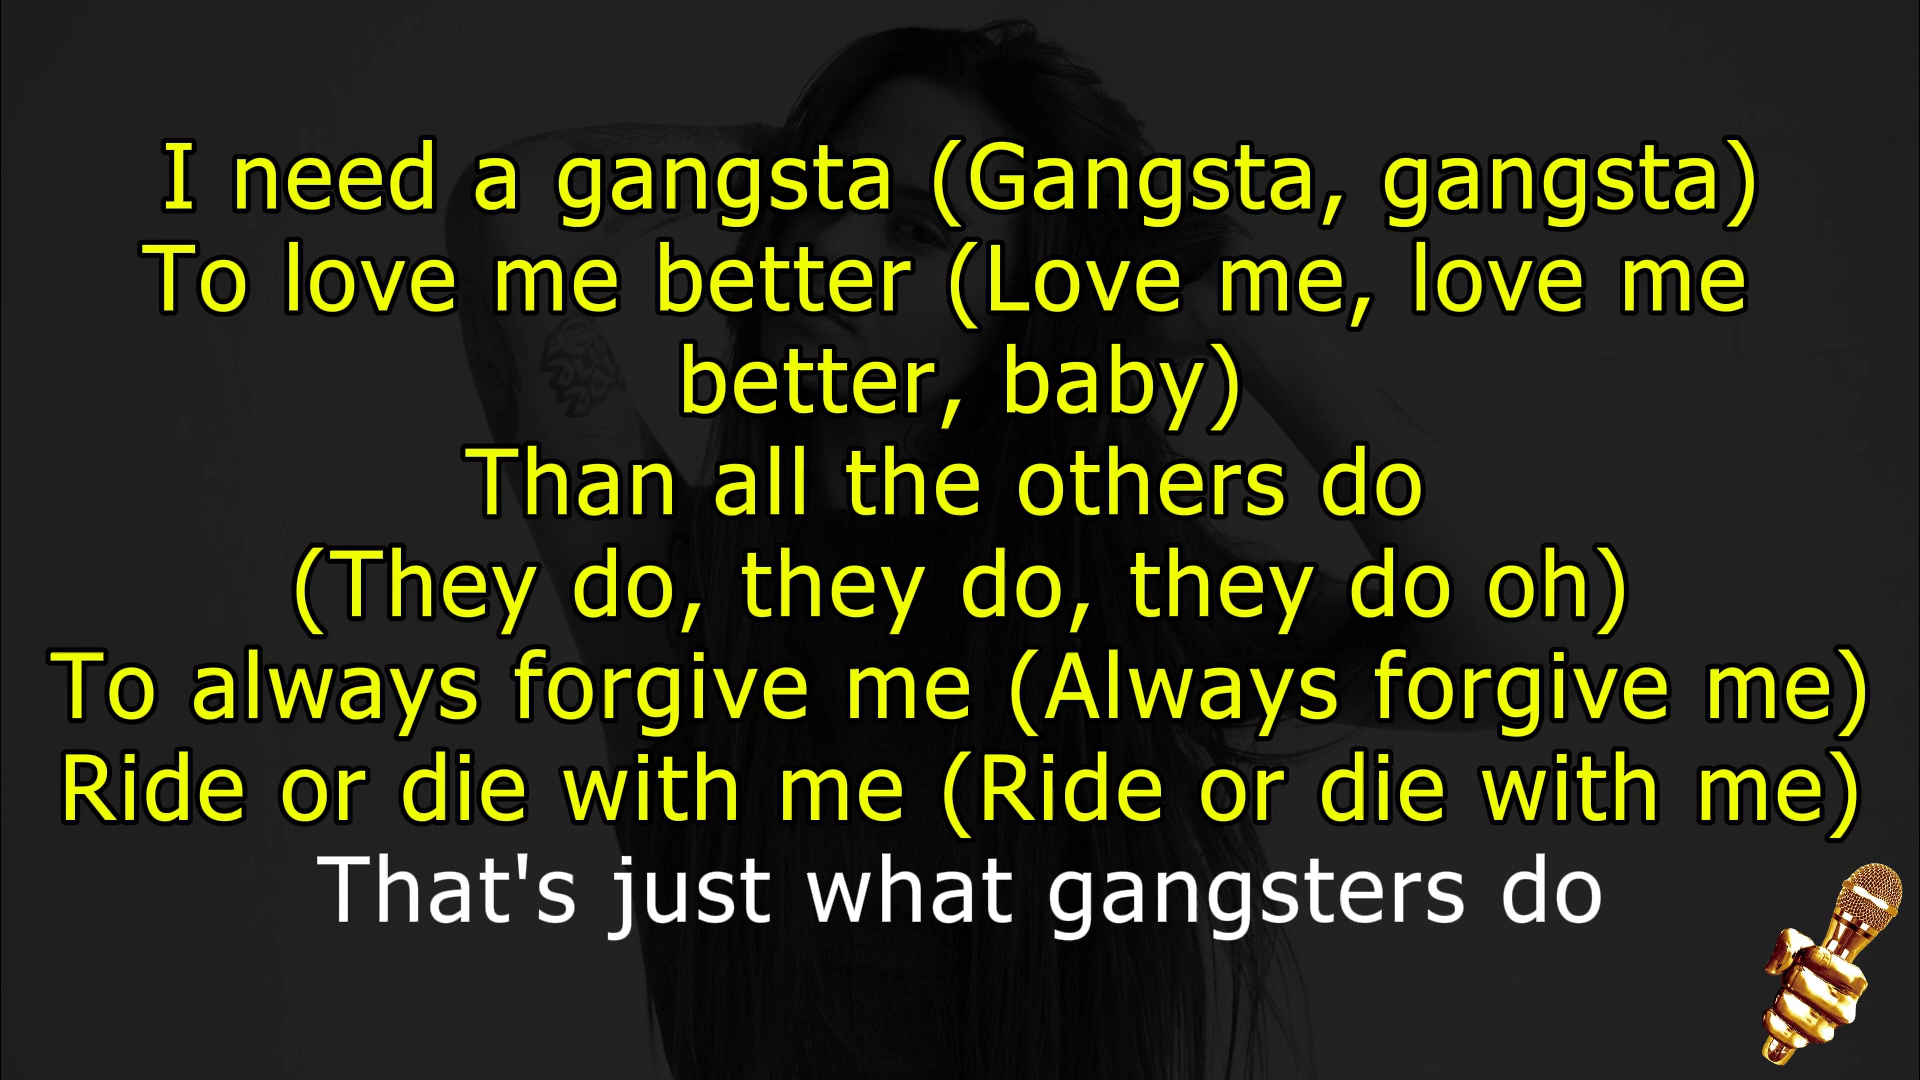 I need a gangsta (Gangsta, gangsta)
To love me better (Love me, love me
better, baby)
Than all the others do
(They do, they do, they do oh)
To always forgive me (Always forgive me)
Ride or die with me (Ride or die with me)
That's just what gangsters do